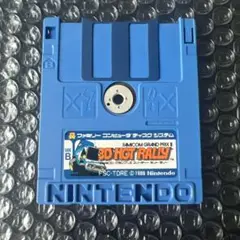 ファミリー コンピュータ ディスク システム
FAMICOM GRAND PRIX II
3D HOT RALLY
SIDE B
FSC-TDRE © 1988 Nintendo
NINTENDO